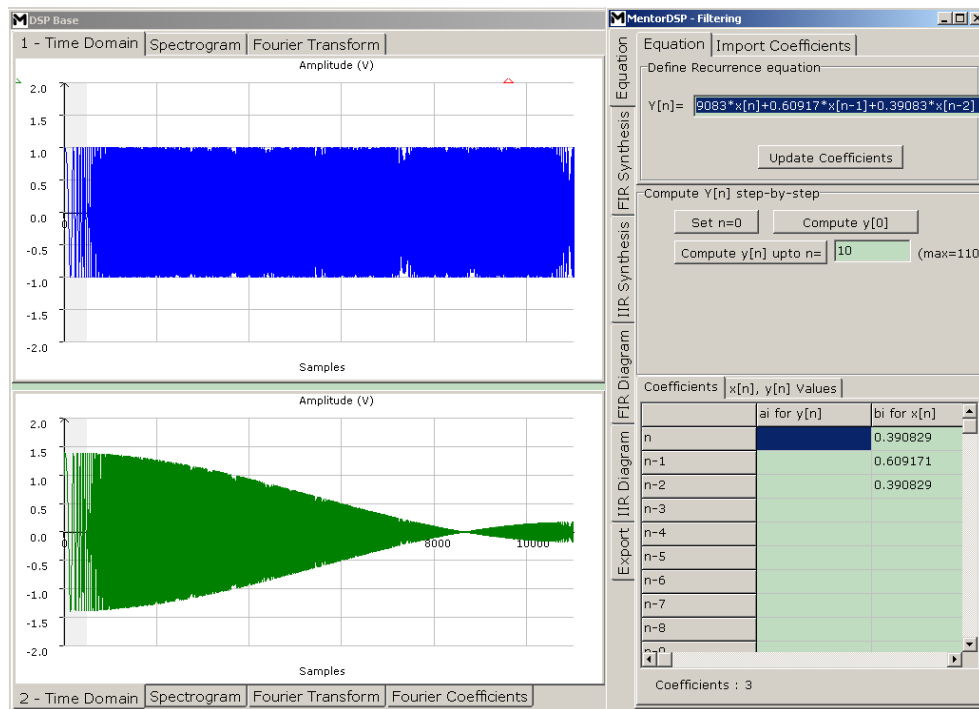 DSP Base
1 - Time Domain Spectrogram Fourier Transform
Amplitude (V)
2.0
1.5
1.0
0.5
0.0
0
-0.5
-1.0
-1.5
-2.0
Samples
Amplitude (V)
2.0
1.5
1.0
0.5
0.0
0 8000 10000
-0.5
-1.0
-1.5
-2.0
Samples
2 - Time Domain Spectrogram Fourier Transform Fourier Coefficients
MentorDSP - Filtering
Equation
FIR Synthesis
IIR Synthesis
FIR Diagram
IIR Diagram
Export
Equation Import Coefficients
Define Recurrence equation
Y[n]= 9083*x[n]+0.60917*x[n-1]+0.39083*x[n-2]
Update Coefficients
Compute Y[n] step-by-step
Set n=0 Compute y[0]
Compute y[n] upto n= 10 (max=110
Coefficients x[n], y[n] Values
ai for y[n] bi for x[n]
n 0.390829
n-1 0.609171
n-2 0.390829
n-3
n-4
n-5
n-6
n-7
n-8
n-9
Coefficients : 3